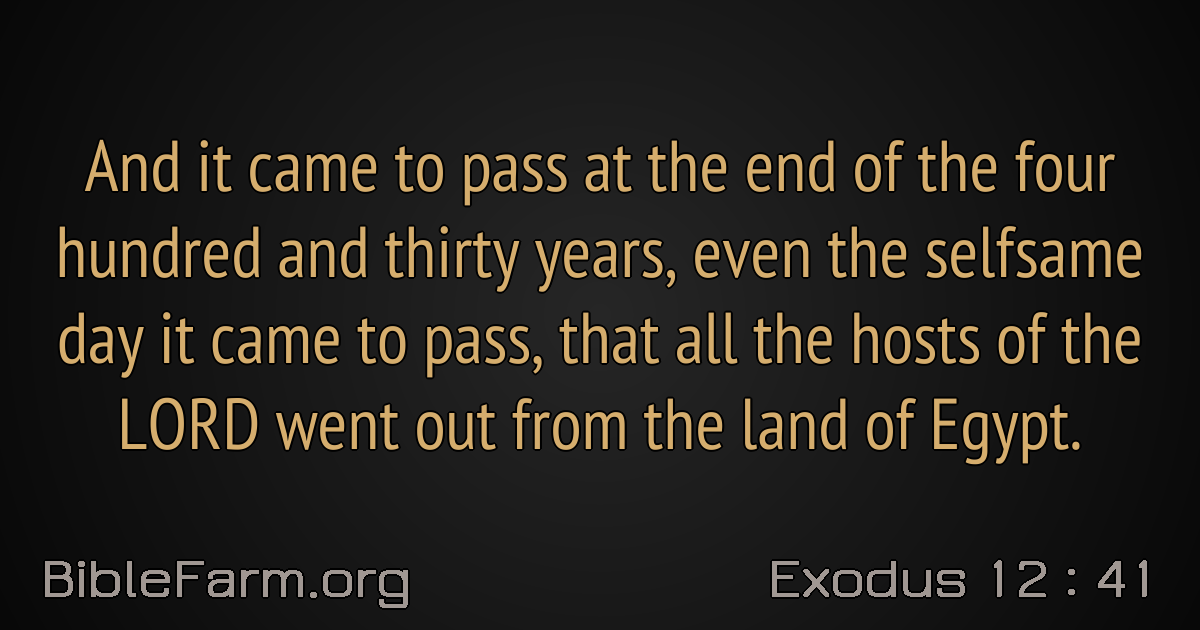 And it came to pass at the end of the four
hundred and thirty years, even the selfsame
day it came to pass, that all the hosts of the
LORD went out from the land of Egypt.
BibleFarm.org
Exodus 12 : 41